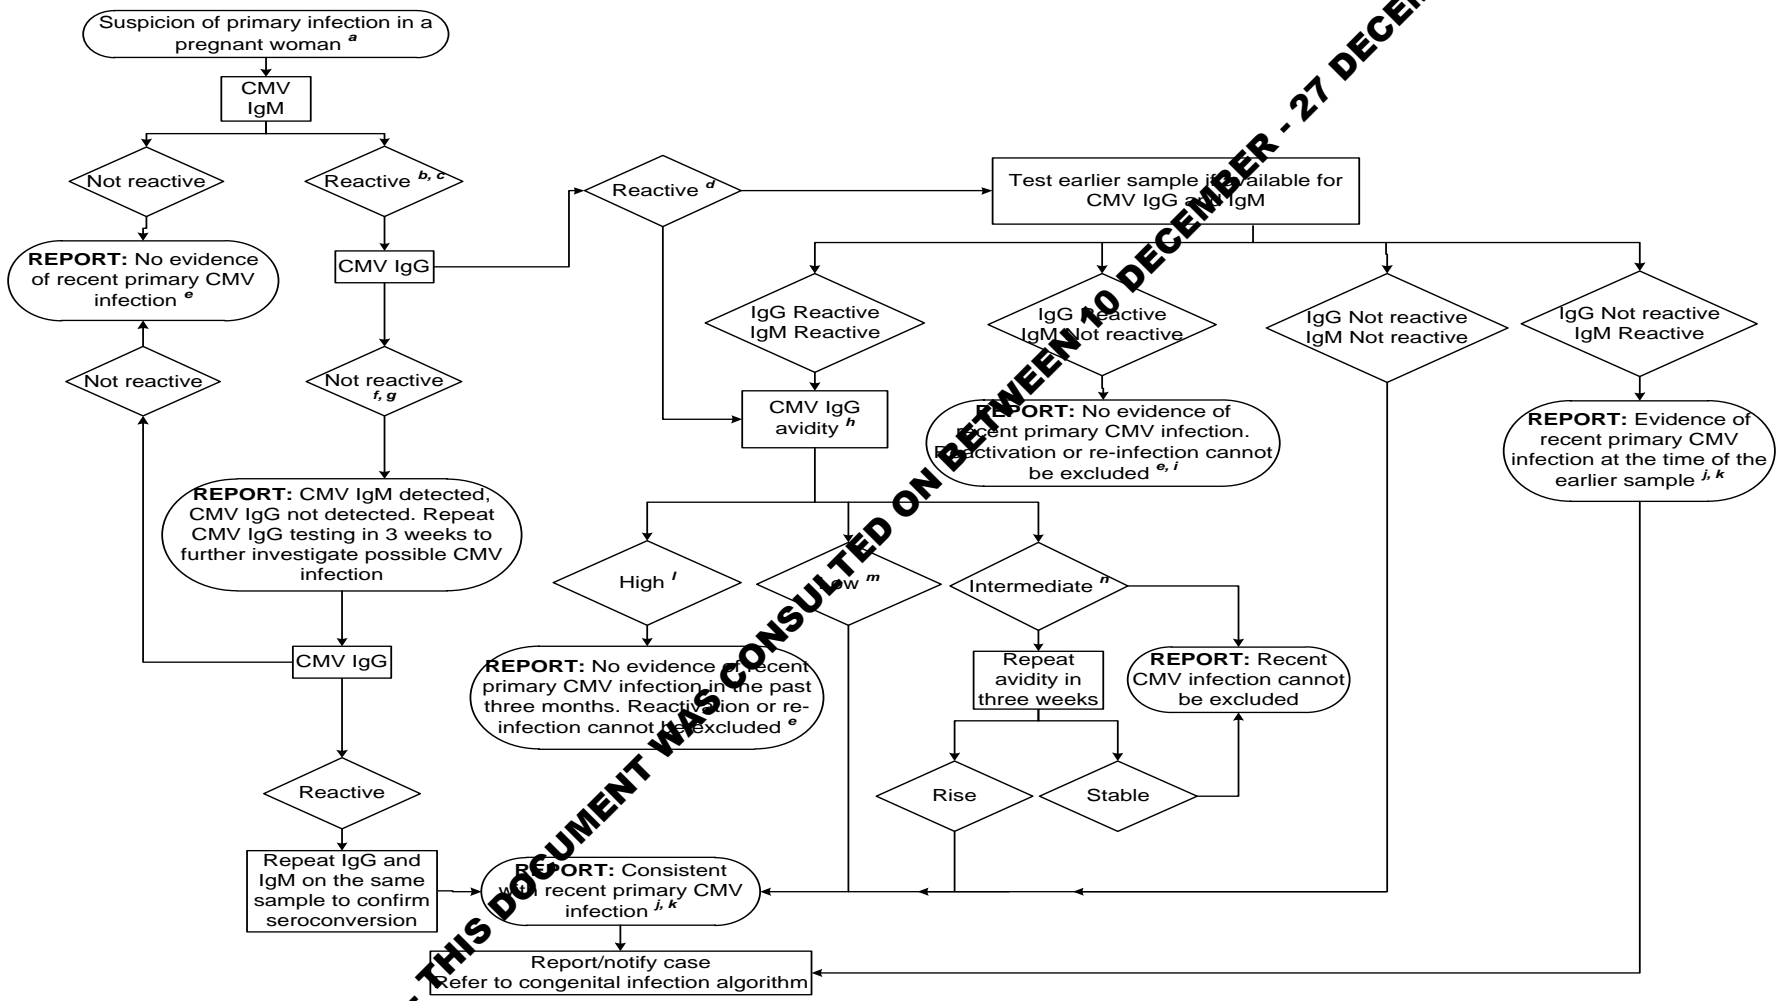 Suspicion of primary infection in a
pregnant woman a
CMV
IgM
Not reactive
Reactive b, c
REPORT: No evidence
of recent primary CMV
infection e
CMV IgG
Not reactive
Not reactive
f, g
REPORT: CMV IgM detected,
CMV IgG not detected. Repeat
CMV IgG testing in 3 weeks to
further investigate possible CMV
infection
CMV IgG
Reactive
Repeat IgG and
IgM on the same
sample to confirm
seroconversion
Reactive d
Test earlier sample if available for
CMV IgG and IgM
IgG Reactive
IgM Reactive
IgG Reactive
IgM Not reactive
IgG Not reactive
IgM Not reactive
IgG Not reactive
IgM Reactive
CMV IgG
avidity h
REPORT: No evidence of
recent primary CMV infection.
Reactivation or re-infection cannot
be excluded e, i
REPORT: Evidence of
recent primary CMV
infection at the time of the
earlier sample j, k
High l
Low m
Intermediate n
REPORT: No evidence of recent
primary CMV infection in the past
three months. Reactivation or re-
infection cannot be excluded e
Repeat
avidity in
three weeks
REPORT: Recent
CMV infection cannot
be excluded
Rise
Stable
REPORT: Consistent
with recent primary CMV
infection j, k
Report/notify case
Refer to congenital infection algorithm
- THIS DOCUMENT WAS CONSULTED ON BETWEEN 10 DECEMBER - 27 DECEM